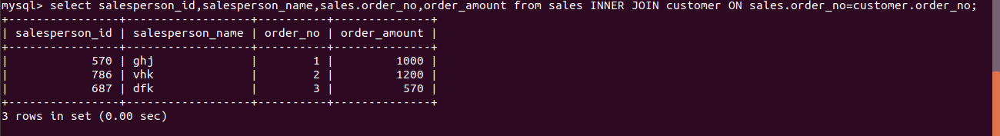 mysql> select salesperson_id,salesperson_name,sales.order_no,order_amount from sales INNER JOIN customer ON sales.order_no=customer.order_no;
+----------------+------------------+----------+--------------+
| salesperson_id | salesperson_name | order_no | order_amount |
+----------------+------------------+----------+--------------+
|            570 | ghj              |        1 |         1000 |
|            786 | vhk              |        2 |         1200 |
|            687 | dfk              |        3 |          570 |
+----------------+------------------+----------+--------------+
3 rows in set (0.00 sec)